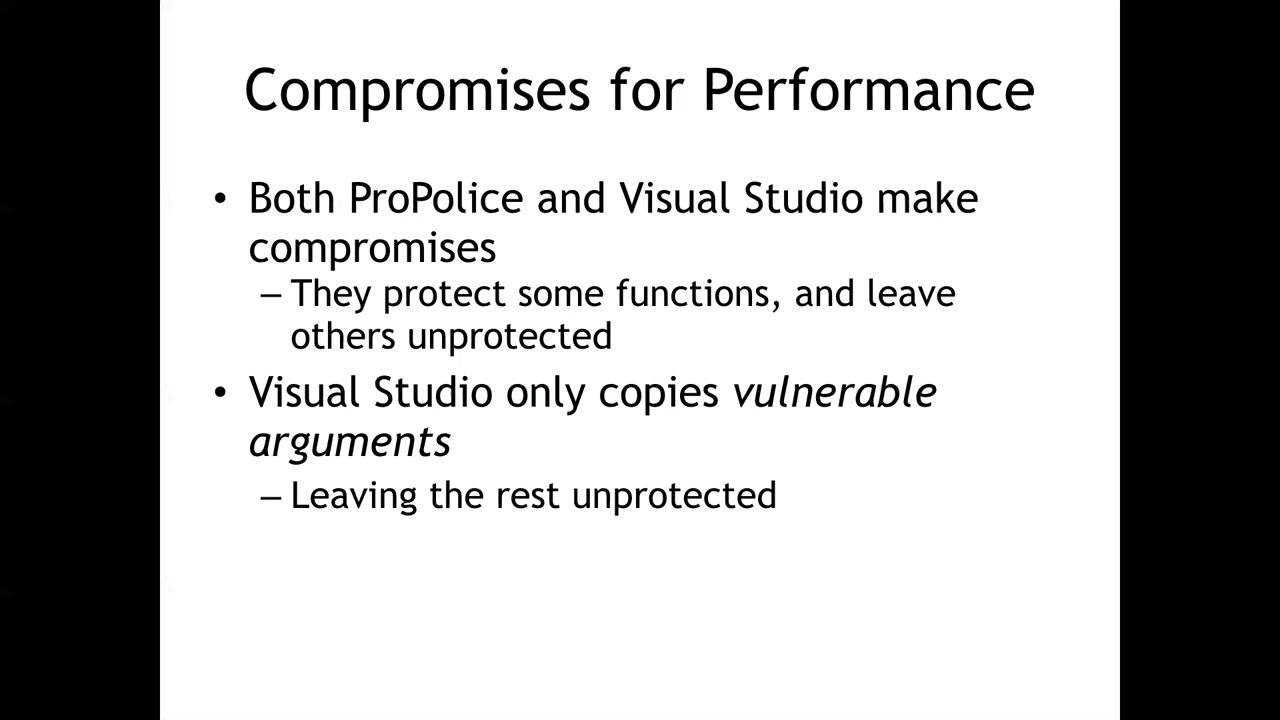 Compromises for Performance
• Both ProPolice and Visual Studio make
compromises
– They protect some functions, and leave
others unprotected
• Visual Studio only copies vulnerable
arguments
– Leaving the rest unprotected